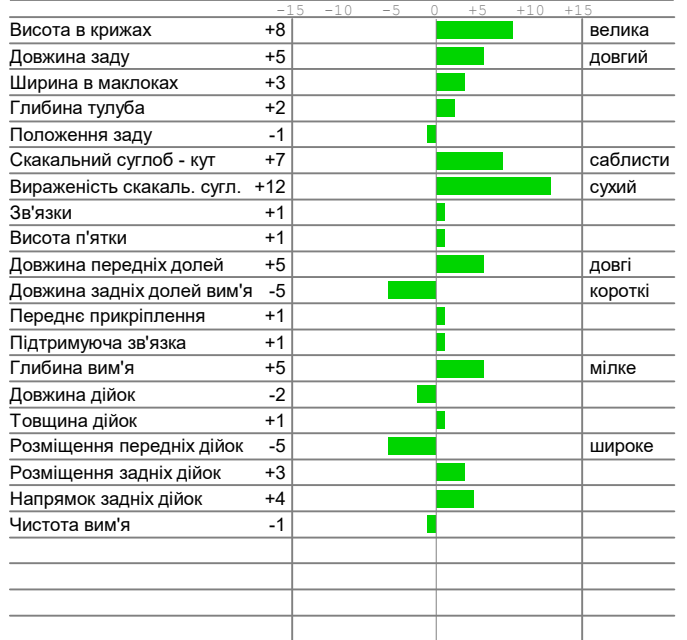 -15 -10 -5 0 +5 +10 +15
Висота в крижах +8 велика
Довжина заду +5 довгий
Ширина в маклоках +3
Глибина тулуба +2
Положення заду -1
Скакальний суглоб - кут +7 саблисти
Вираженість скакаль. сугл. +12 сухий
Зв'язки +1
Висота п'ятки +1
Довжина передніх долей +5 довгі
Довжина задніх долей вим'я -5 короткі
Переднє прикріплення +1
Підтримуюча зв'язка +1
Глибина вим'я +5 мілке
Довжина дійок -2
Товщина дійок +1
Розміщення передніх дійок -5 широке
Розміщення задніх дійок +3
Напрямок задніх дійок +4
Чистота вим'я -1